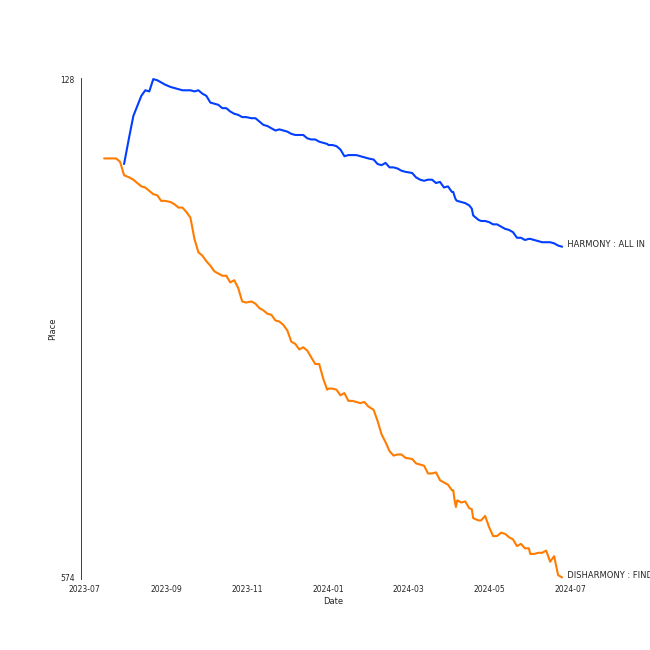 128
HARMONY : ALL IN
Place
DISHARMONY : FIND
574
2023-07 2023-09 2023-11 2024-01 2024-03 2024-05 2024-07
Date